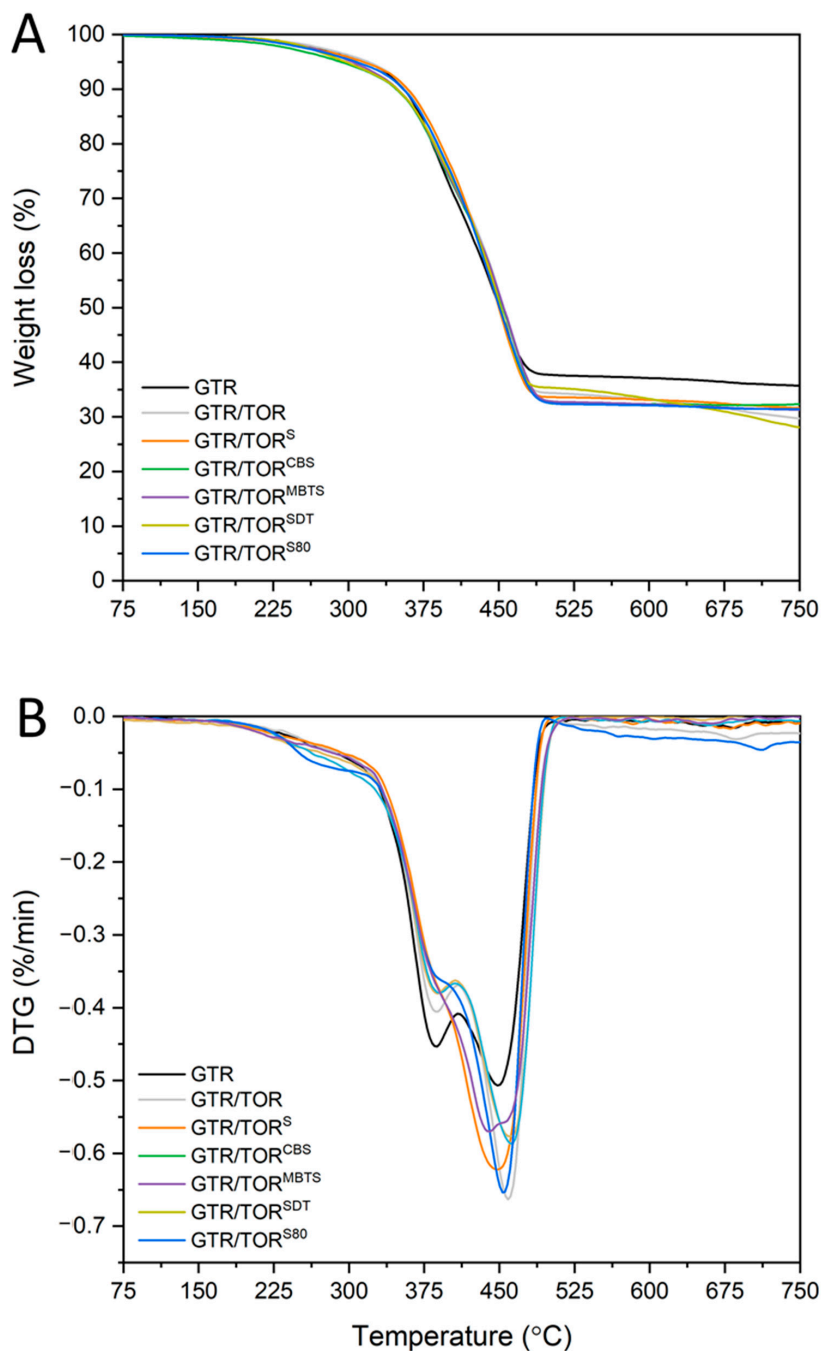 A
100
90
80
70
60
50
40
30
20
10
0
Weight loss (%)
GTR
GTR/TOR
GTR/TOR^S
GTR/TOR^CBS
GTR/TOR^MBTS
GTR/TOR^SDT
GTR/TOR^S80
75 150 225 300 375 450 525 600 675 750
B
0.0
−0.1
−0.2
−0.3
−0.4
−0.5
−0.6
−0.7
DTG (%/min)
GTR
GTR/TOR
GTR/TOR^S
GTR/TOR^CBS
GTR/TOR^MBTS
GTR/TOR^SDT
GTR/TOR^S80
75 150 225 300 375 450 525 600 675 750
Temperature (°C)